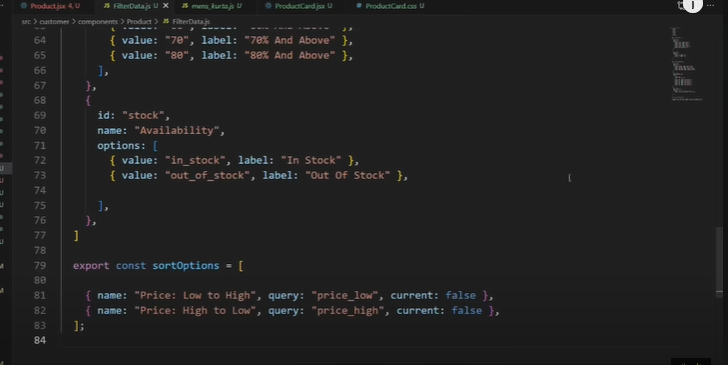 Product.jsx 4, U
FilterData.js U
mens_kurta.js U
ProductCard.jsx U
ProductCard.css U
src > customer > components > Product > JS FilterData.js
64 { value: "70", label: "70% And Above" },
65 { value: "80", label: "80% And Above" },
66 ],
67 },
68 {
69 id: "stock",
70 name: "Availability",
71 options: [
72 { value: "in_stock", label: "In Stock" },
73 { value: "out_of_stock", label: "Out Of Stock" },
74
75 ],
76 },
77 ]
78
79 export const sortOptions = [
80
81 { name: "Price: Low to High", query: "price_low", current: false },
82 { name: "Price: High to Low", query: "price_high", current: false },
83 ];
84